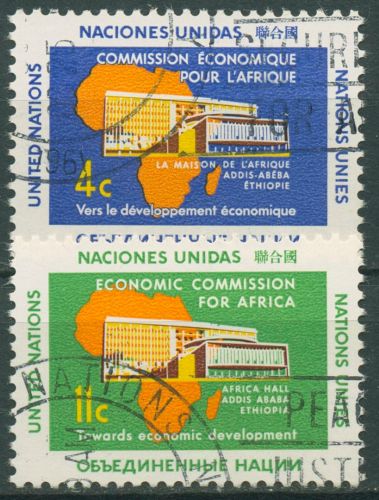 NACIONES UNIDAS 聯合國
UNITED NATIONS
NATIONS UNIES
COMMISSION ÉCONOMIQUE
POUR L'AFRIQUE
LA MAISON DE L'AFRIQUE
ADDIS-ABÉBA
ÉTHIOPIE
4c
Vers le développement économique
NACIONES UNIDAS 聯合國
UNITED NATIONS
NATIONS UNIES
ECONOMIC COMMISSION
FOR AFRICA
AFRICA HALL
ADDIS ABABA
ETHIOPIA
11c
Towards economic development
ОБЪЕДИНЕННЫЕ НАЦИИ
NATIONS